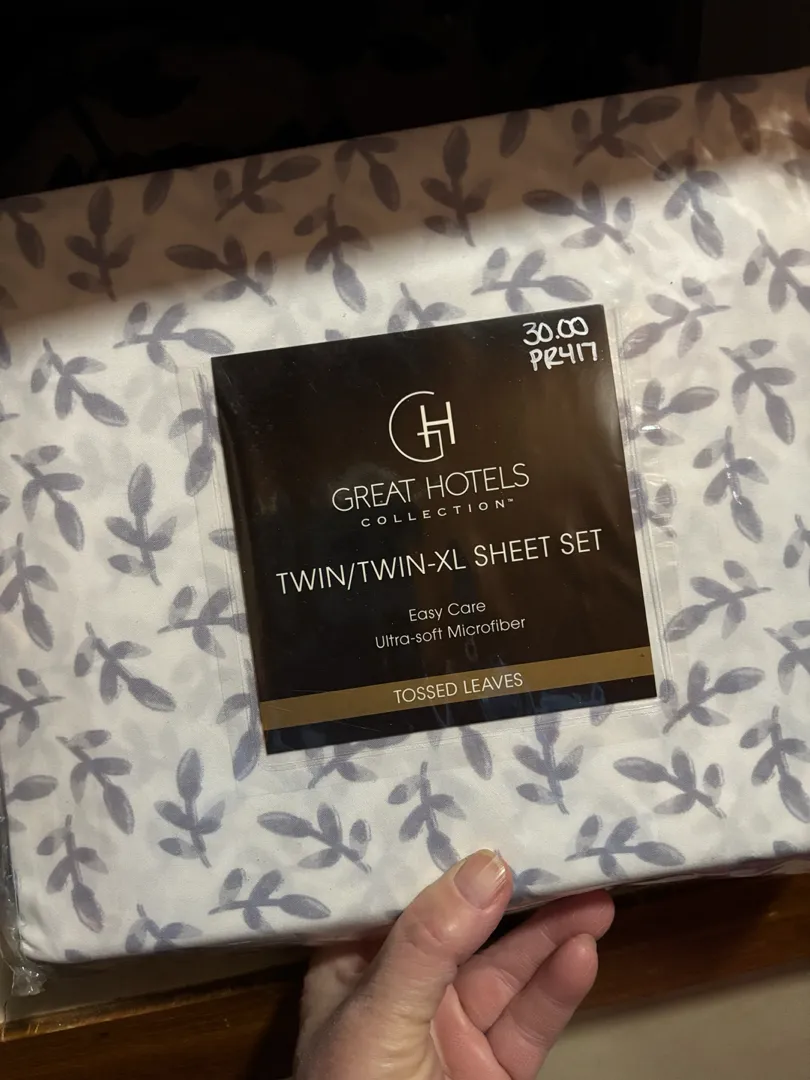 30.00
PR417
GH
GREAT HOTELS
COLLECTION™
TWIN/TWIN-XL SHEET SET
Easy Care
Ultra-soft Microfiber
TOSSED LEAVES